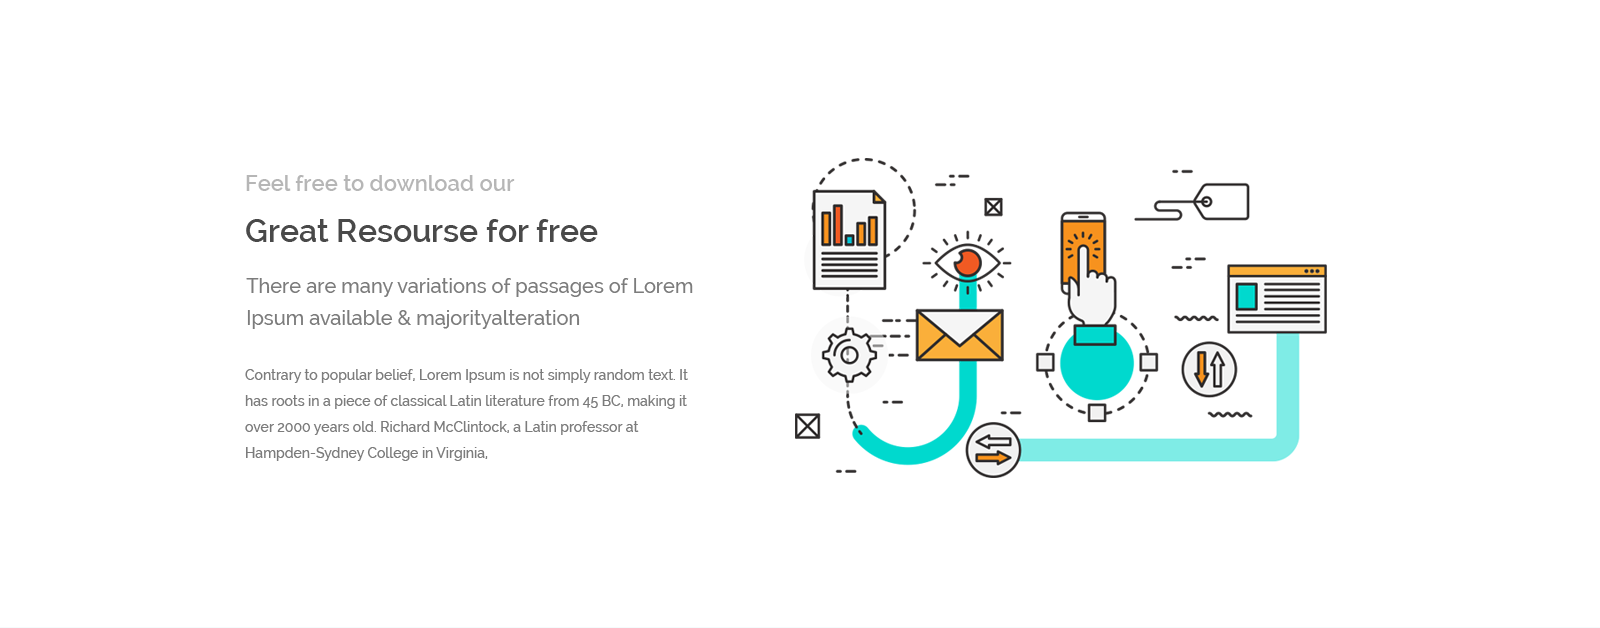 Feel free to download our
Great Resourse for free
There are many variations of passages of Lorem
Ipsum available & majorityalteration
Contrary to popular belief, Lorem Ipsum is not simply random text. It
has roots in a piece of classical Latin literature from 45 BC, making it
over 2000 years old. Richard McClintock, a Latin professor at
Hampden-Sydney College in Virginia,